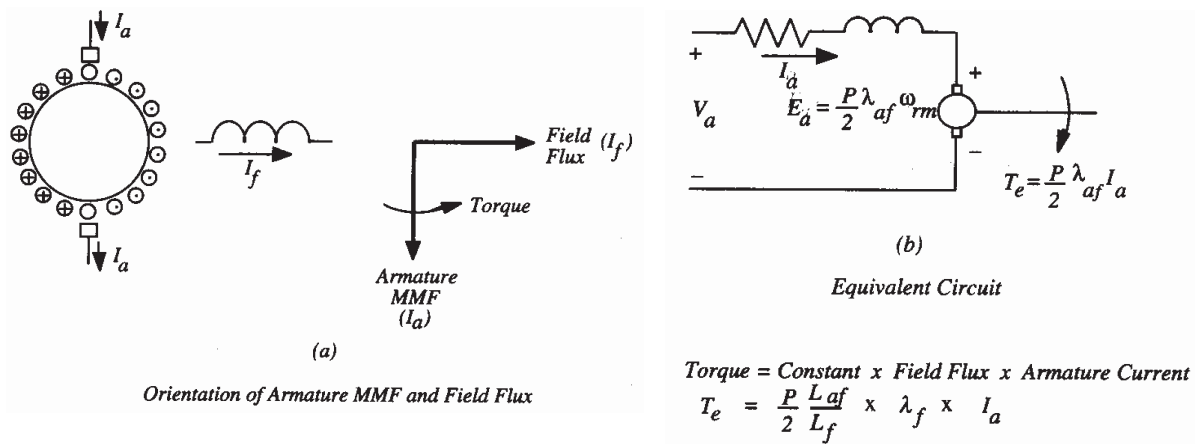 I_a
I_f
I_a
Field
Flux (I_f)
Torque
Armature
MMF
(I_a)
(a)
Orientation of Armature MMF and Field Flux
+
I_a
+
V_a
E_a = P/2 λ_af ω_rm
−
−
T_e = P/2 λ_af I_a
(b)
Equivalent Circuit
Torque = Constant x Field Flux x Armature Current
T_e = P/2 L_af/L_f x λ_f x I_a